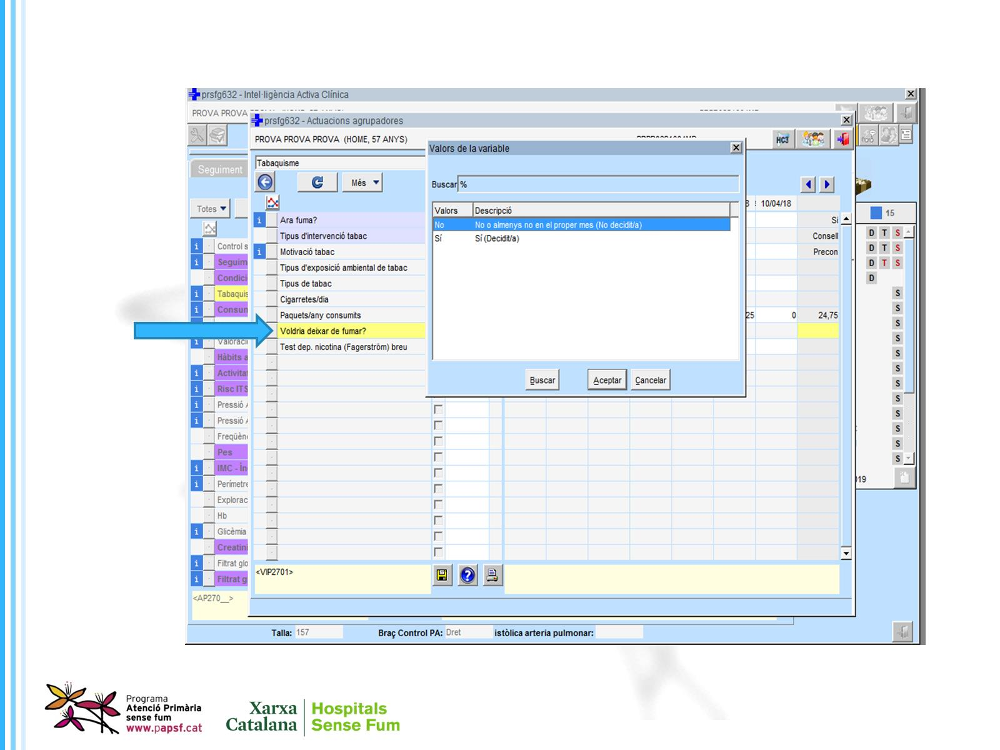 prsfg632 - Intel·ligència Activa Clínica
PROVA PROVA
prsfg632 - Actuacions agrupadores
PROVA PROVA PROVA (HOME, 57 ANYS)
HC3
Valors de la variable
Tabaquisme
Seguiment
Buscar %
Més
Totes
10/04/18
15
Valors Descripció
No No o almenys no en el proper mes (No decidit/a)
Sí Sí (Decidit/a)
Ara fuma?
Si
Tipus d'intervenció tabac
Consell
Motivació tabac
Precon
Tipus d'exposició ambiental de tabac
Tipus de tabac
Cigarretes/dia
Paquets/any consumits
25 0 24,75
Voldria deixar de fumar?
Test dep. nicotina (Fagerström) breu
Buscar Aceptar Cancelar
Control s
Seguim
Condici
Tabaquis
Consum
Valoraci
Hàbits a
Activitat
Risc ITS
Pressió A
Pressió A
Freqüèn
Pes
IMC - Ín
Perímetre
Explorac
Hb
Glicèmia
Creatini
Filtrat glo
Filtrat g
D T S
D T S
D T S
D
S
S
S
S
S
S
S
S
S
S
S
S
019
<VIP2701>
<AP270__>
Talla: 157 Braç Control PA: Dret istòlica arteria pulmonar:
Programa
Atenció Primària
sense fum
www.papsf.cat
Xarxa
Catalana
Hospitals
Sense Fum